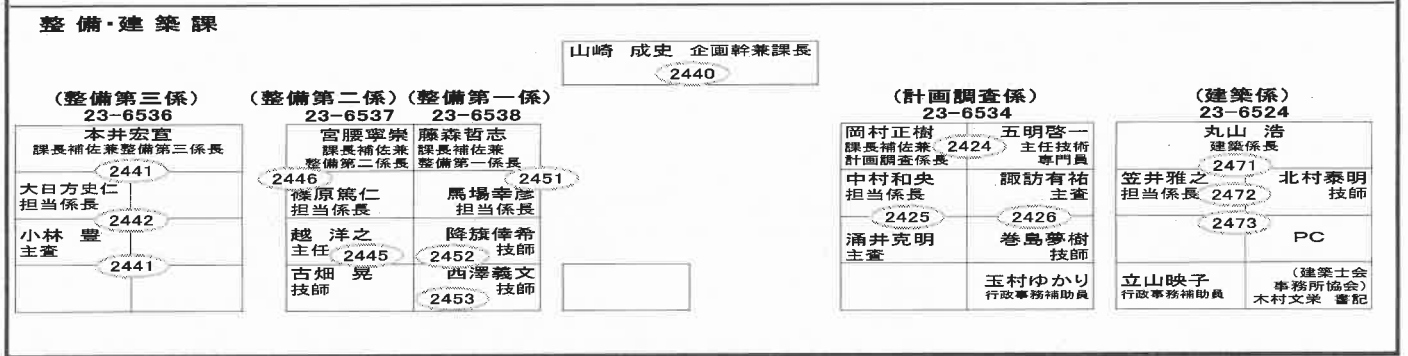 整備・建築課
山崎 成史 企画幹兼課長
2440
(整備第三係)
23-6536
本井宏寛
課長補佐兼整備第三係長
2441
大日方史仁
担当係長
2442
小林 豊
主査
2441
(整備第二係)
23-6537
宮腰寧崇
課長補佐兼
整備第二係長
2446
篠原篤仁
担当係長
越 洋之
主任
2445
古畑 晃
技師
(整備第一係)
23-6538
藤森哲志
課長補佐兼
整備第一係長
2451
馬場幸彦
担当係長
降旗倖希
2452
技師
西澤義文
技師
2453
(計画調査係)
23-6534
岡村正樹
課長補佐兼
計画調査係長
2424
五明啓一
主任技術
専門員
中村和央
担当係長
諏訪有祐
主査
2425
2426
涌井克明
主査
巻島夢樹
技師
玉村ゆかり
行政事務補助員
(建築係)
23-6524
丸山 浩
建築係長
2471
笠井雅之
担当係長
2472
北村泰明
技師
2473
PC
立山映子
行政事務補助員
(建築士会
事務所協会)
木村文栄 書記